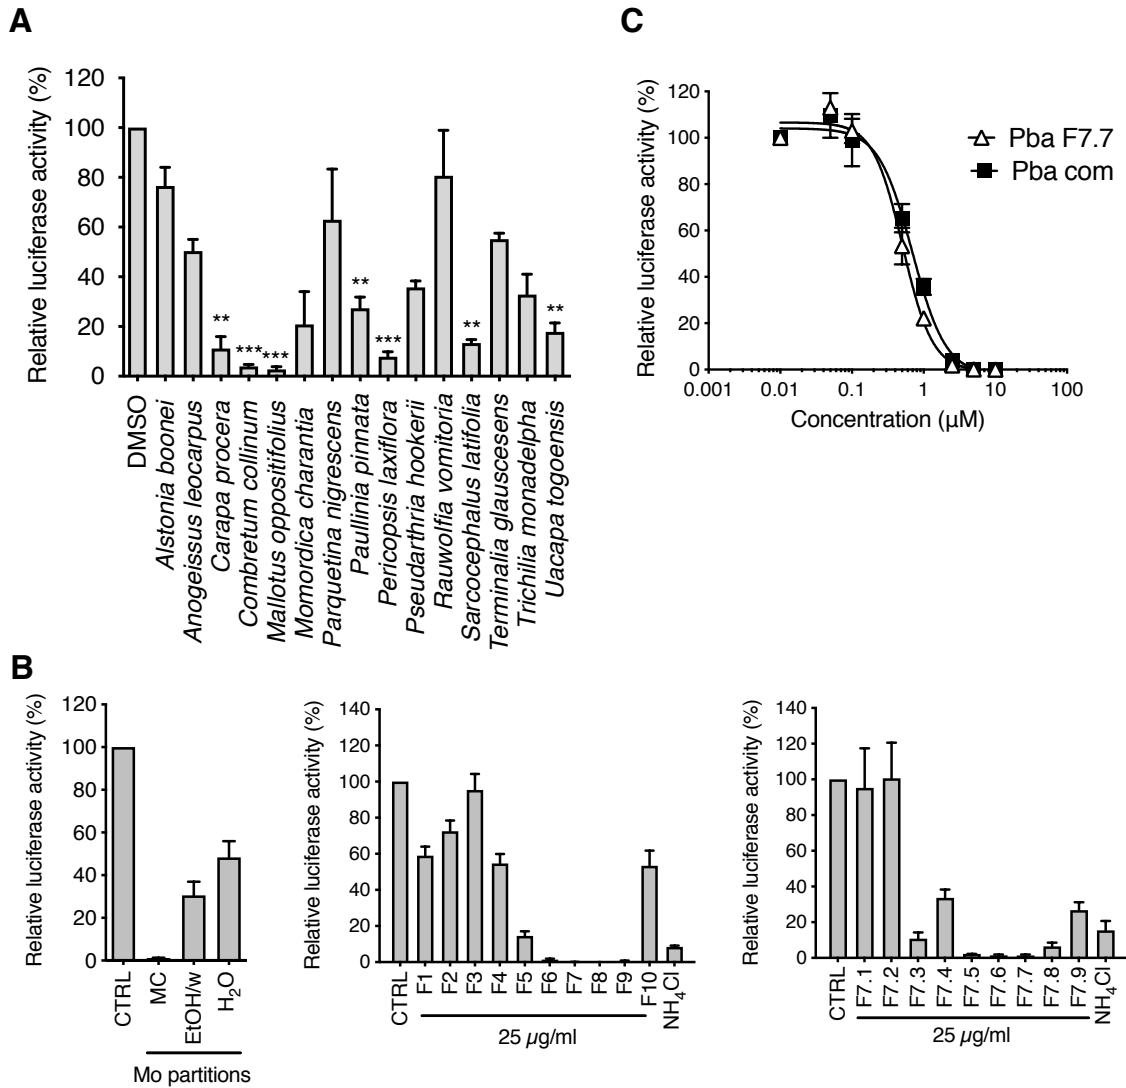 A
Relative luciferase activity (%)
120
100
80
60
40
20
0
**
***
***
**
***
**
**
DMSO
Alstonia boonei
Anogeissus leocarpus
Carapa procera
Combretum collinum
Mallotus oppositifolius
Momordica charantia
Parquetina nigrescens
Paullinia pinnata
Pericopsis laxiflora
Pseudarthria hookerii
Rauwolfia vomitoria
Sarcocephalus latifolia
Terminalia glauscesens
Trichilia monadelpha
Uacapa togoensis
C
Relative luciferase activity (%)
120
100
80
60
40
20
0
0.001
0.01
0.1
1
10
100
Concentration (µM)
Pba F7.7
Pba com
B
Relative luciferase activity (%)
120
100
80
60
40
20
0
CTRL
MC
EtOH/w
H2O
Mo partitions
Relative luciferase activity (%)
140
120
100
80
60
40
20
0
CTRL
F1
F2
F3
F4
F5
F6
F7
F8
F9
F10
NH4Cl
25 µg/ml
Relative luciferase activity (%)
140
120
100
80
60
40
20
0
CTRL
F7.1
F7.2
F7.3
F7.4
F7.5
F7.6
F7.7
F7.8
F7.9
NH4Cl
25 µg/ml